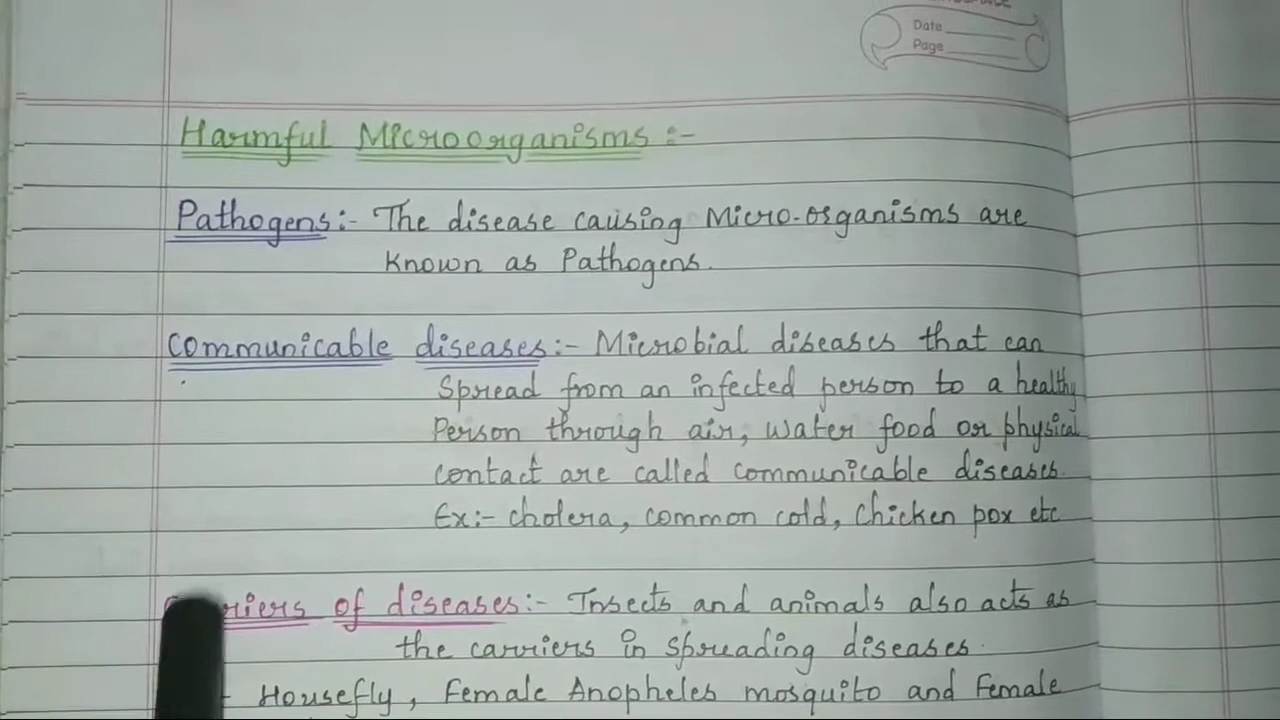 Date
Page
Harmful Microorganisms :-
Pathogens:- The disease causing Micro-organisms are
Known as Pathogens.
Communicable diseases:- Microbial diseases that can
Spread from an infected person to a healthy
Person through air, water food or physical
contact are called communicable diseases.
Ex:- cholera, common cold, chicken pox etc
of diseases:- Insects and animals also acts as
the carriers in spreading diseases.
Housefly, Female Anopheles mosquito and Female